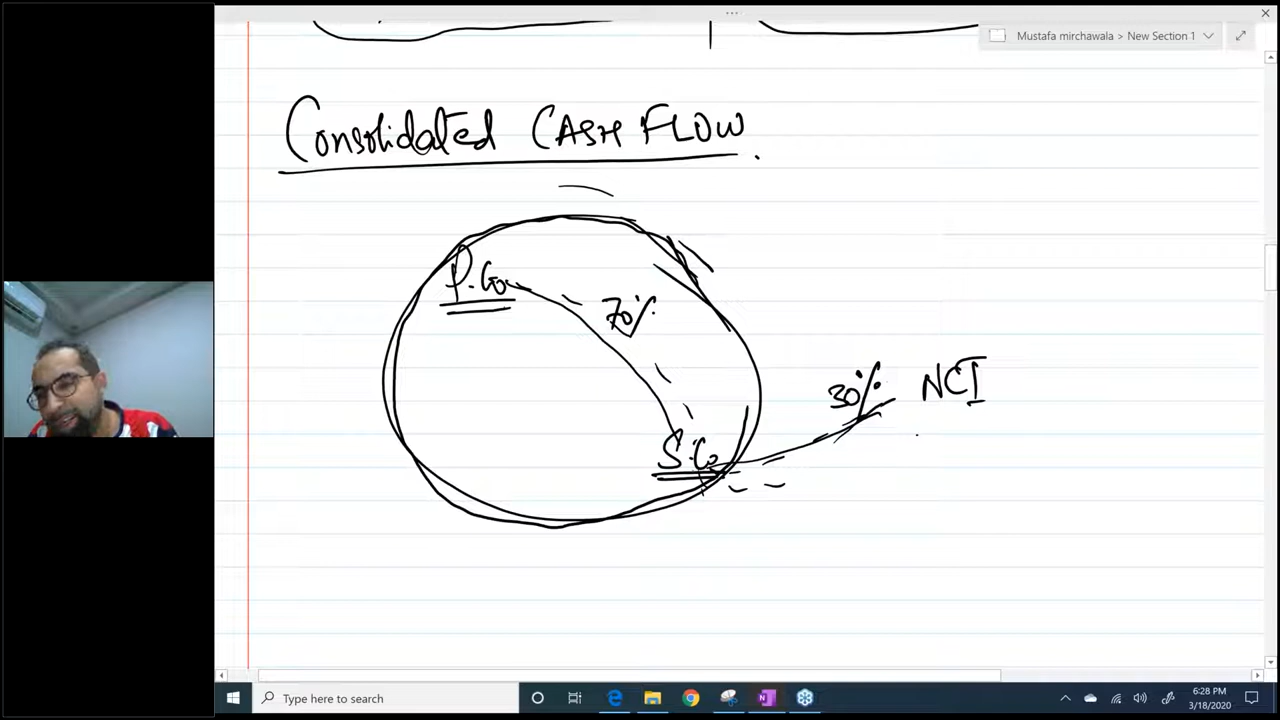 Mustafa mirchawala > New Section 1
Consolidated CASH FLOW.
P.Co
70%
30% NCI
S.Co
Type here to search
6:28 PM
3/18/2020